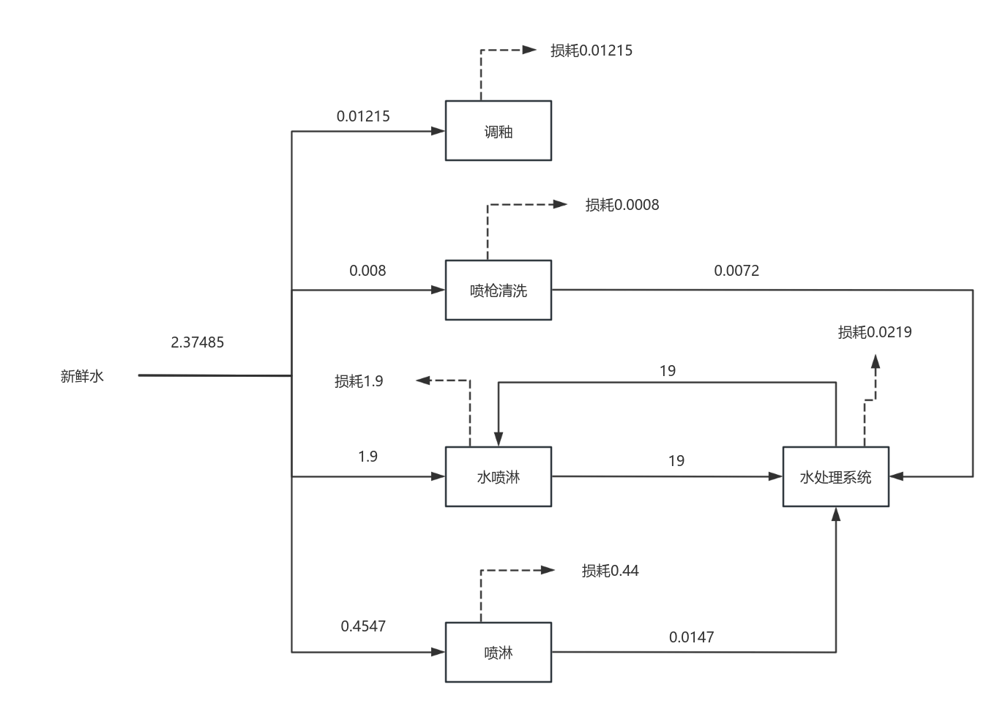 损耗0.01215
0.01215
调釉
损耗0.0008
0.008
0.0072
喷枪清洗
损耗0.0219
2.37485
新鲜水
损耗1.9
19
1.9
19
水喷淋
水处理系统
损耗0.44
0.4547
0.0147
喷淋